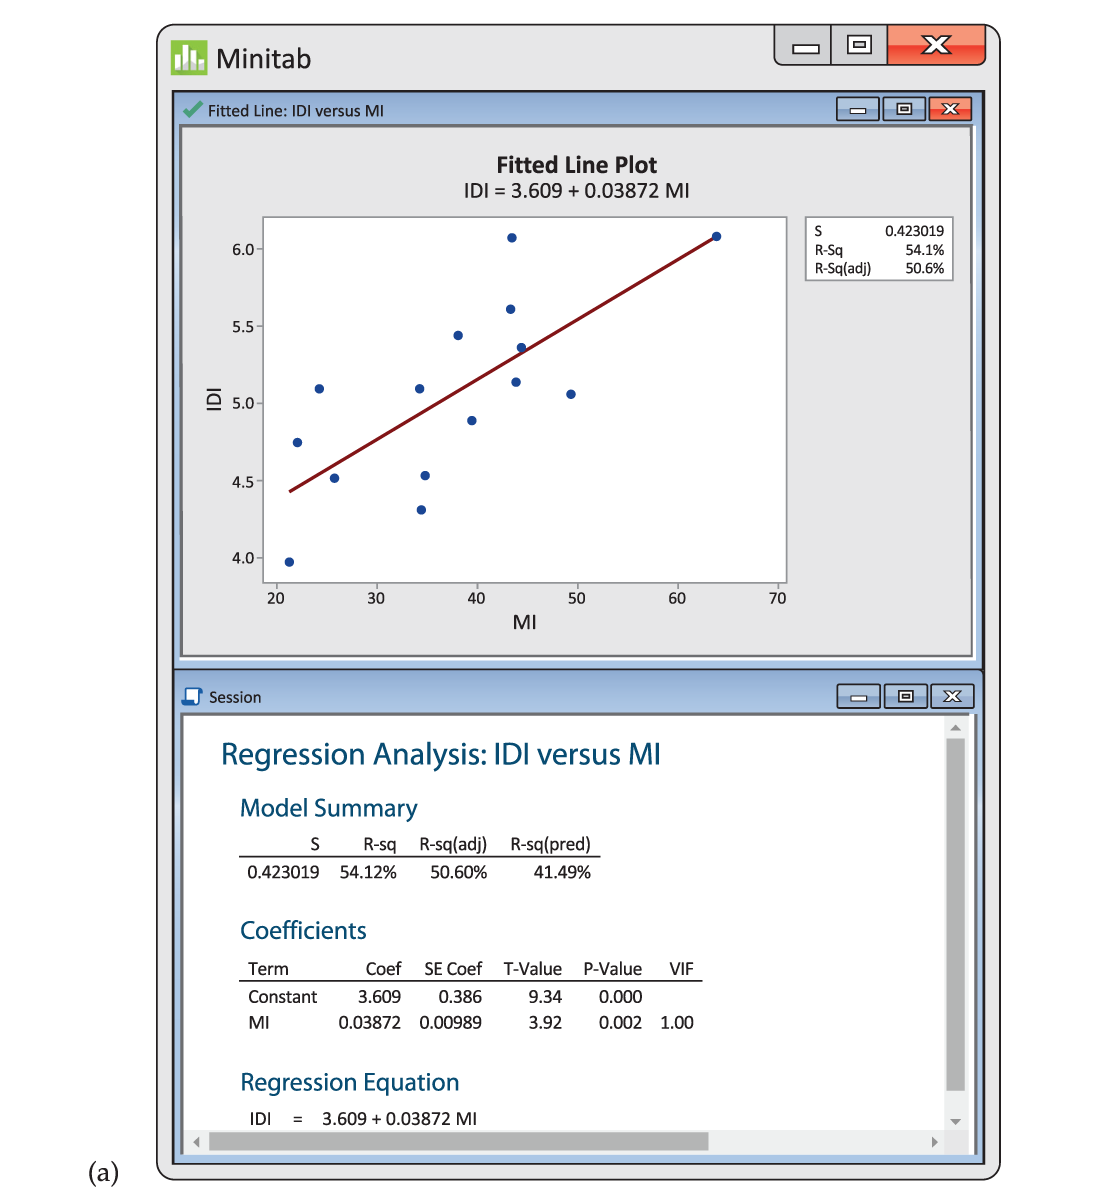 Minitab
Fitted Line: IDI versus MI
Fitted Line Plot
IDI = 3.609 + 0.03872 MI
S 0.423019
R-Sq 54.1%
R-Sq(adj) 50.6%
6.0
5.5
5.0
4.5
4.0
IDI
20 30 40 50 60 70
MI
Session
Regression Analysis: IDI versus MI
Model Summary
S R-sq R-sq(adj) R-sq(pred)
0.423019 54.12% 50.60% 41.49%
Coefficients
Term Coef SE Coef T-Value P-Value VIF
Constant 3.609 0.386 9.34 0.000
MI 0.03872 0.00989 3.92 0.002 1.00
Regression Equation
IDI = 3.609 + 0.03872 MI
(a)